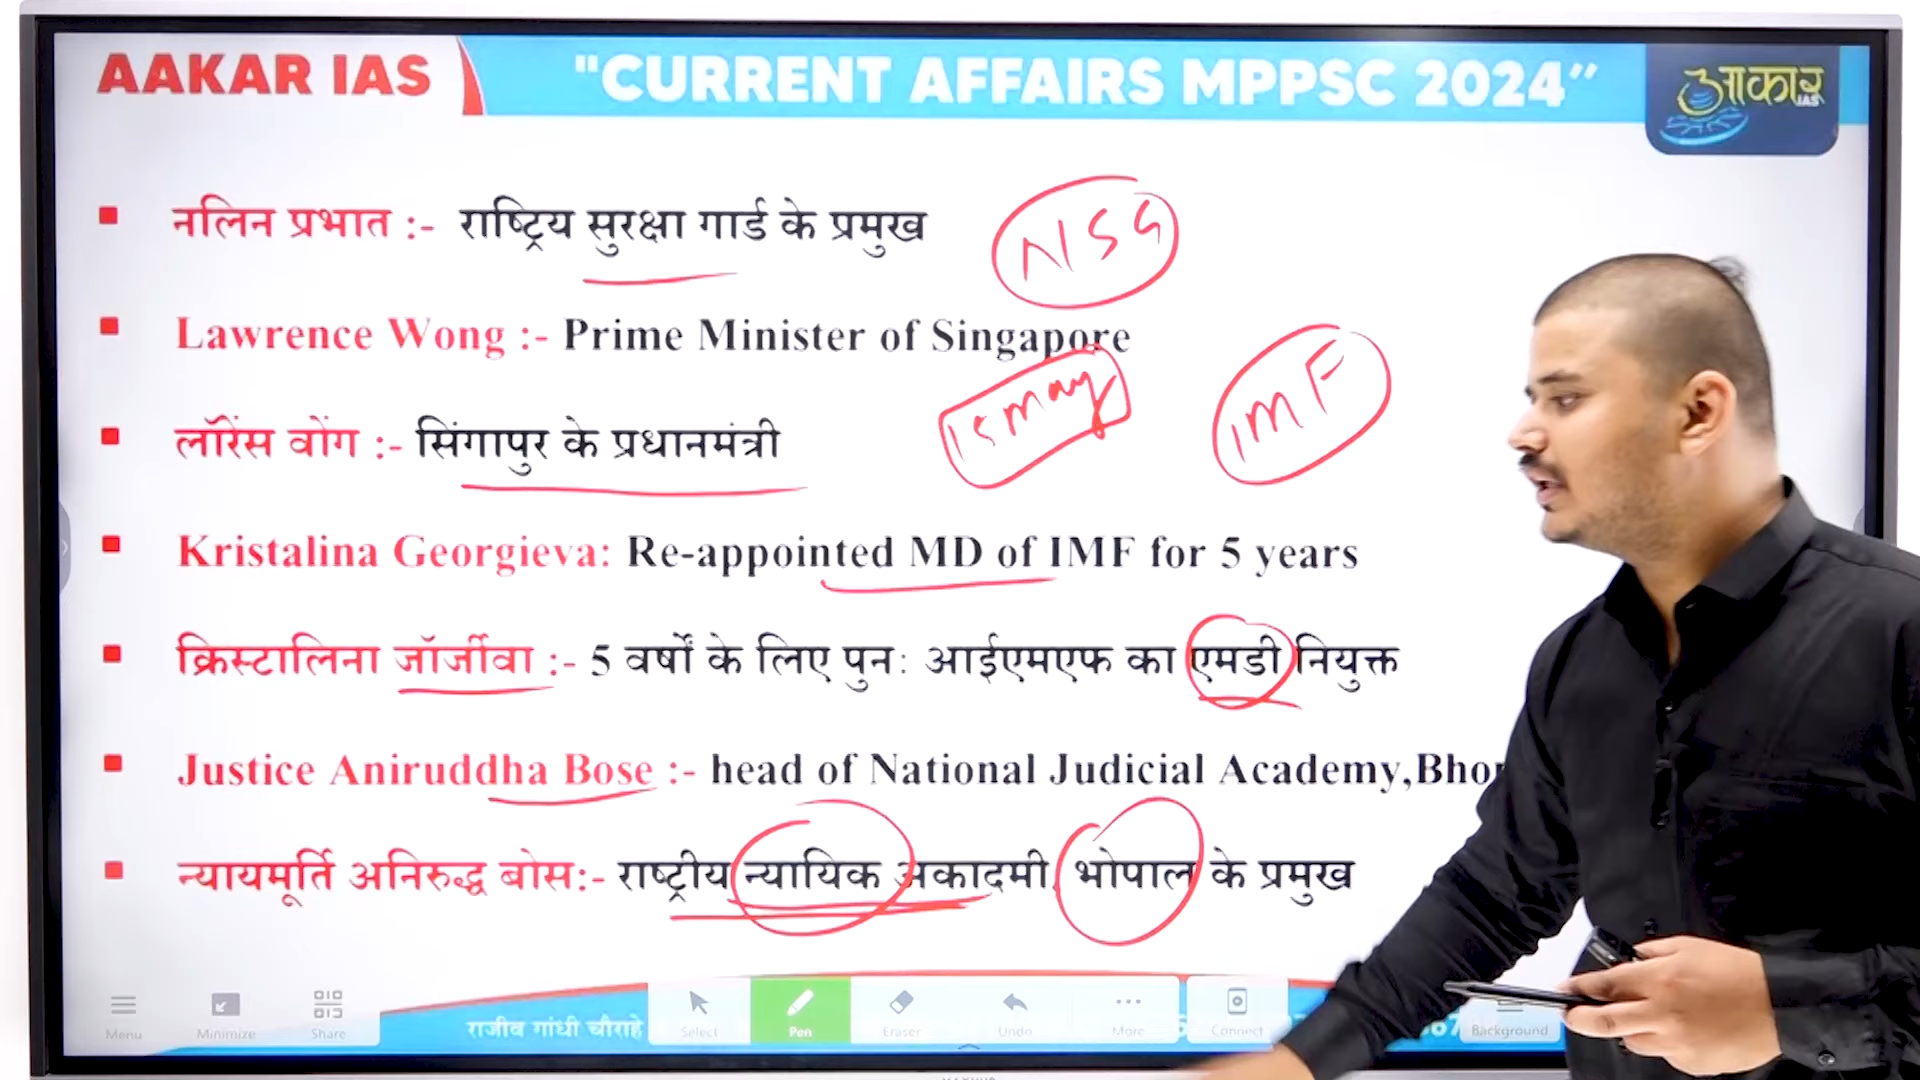 AAKAR IAS
"CURRENT AFFAIRS MPPSC 2024”
आकार
IAS
नलिन प्रभात :- राष्ट्रिय सुरक्षा गार्ड के प्रमुख
NSG
Lawrence Wong :- Prime Minister of Singapore
15 may
IMF
लॉरेंस वोंग :- सिंगापुर के प्रधानमंत्री
Kristalina Georgieva: Re-appointed MD of IMF for 5 years
क्रिस्टालिना जॉर्जीवा :- 5 वर्षों के लिए पुनः आईएमएफ का एमडी नियुक्त
Justice Aniruddha Bose :- head of National Judicial Academy,
न्यायमूर्ति अनिरुद्ध बोस:- राष्ट्रीय न्यायिक अकादमी, भोपाल के प्रमुख
Menu Minimize Share Select Pen Eraser Undo More Connect Background
राजीव गांधी चौराहे